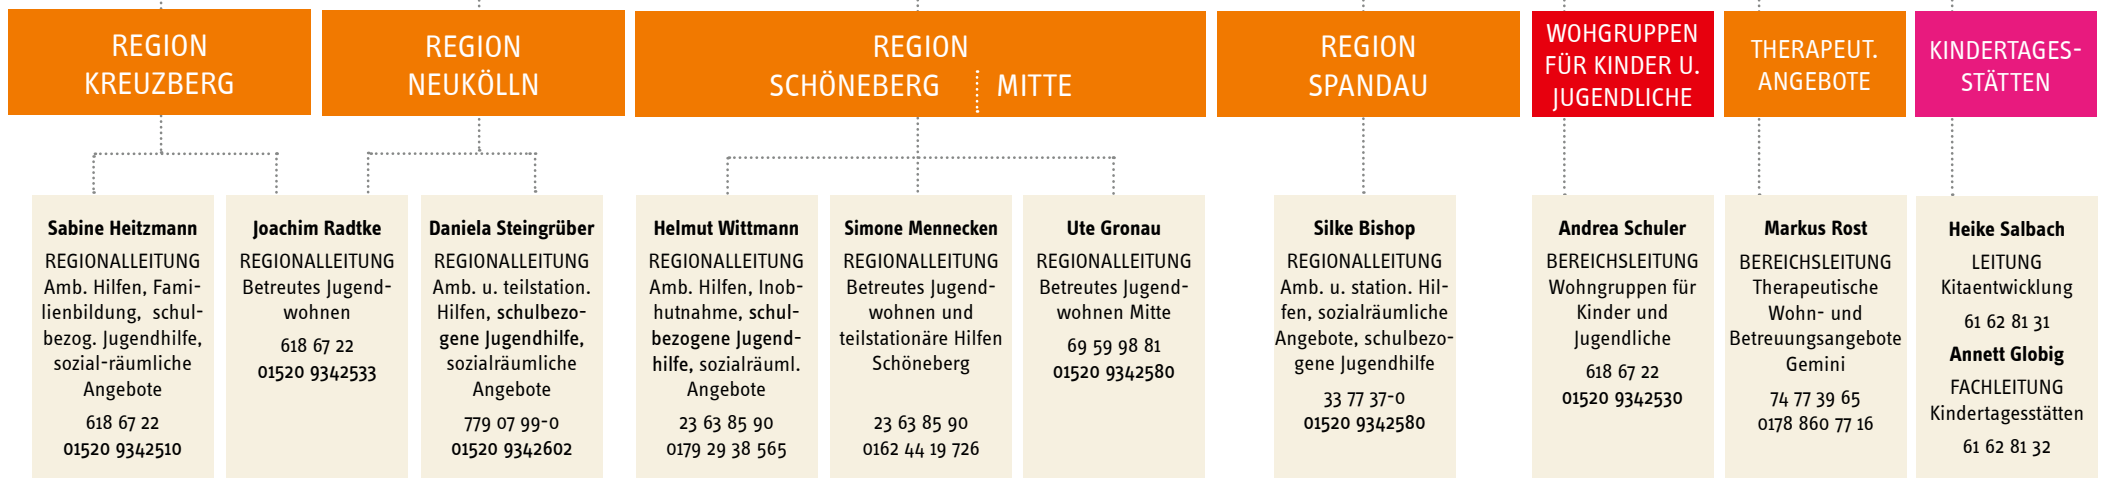 REGION
KREUZBERG
REGION
NEUKÖLLN
REGION
SCHÖNEBERG MITTE
REGION
SPANDAU
WOHGRUPPEN
FÜR KINDER U.
JUGENDLICHE
THERAPEUT.
ANGEBOTE
KINDERTAGES-
STÄTTEN
Sabine Heitzmann
REGIONALLEITUNG
Amb. Hilfen, Fami-
lienbildung, schul-
bezog. Jugendhilfe,
sozial-räumliche
Angebote
618 67 22
01520 9342510
Joachim Radtke
REGIONALLEITUNG
Betreutes Jugend-
wohnen
618 67 22
01520 9342533
Daniela Steingrüber
REGIONALLEITUNG
Amb. u. teilstation.
Hilfen, schulbezo-
gene Jugendhilfe,
sozialräumliche
Angebote
779 07 99-0
01520 9342602
Helmut Wittmann
REGIONALLEITUNG
Amb. Hilfen, Inob-
hutnahme, schul-
bezogene Jugend-
hilfe, sozialräuml.
Angebote
23 63 85 90
0179 29 38 565
Simone Mennecken
REGIONALLEITUNG
Betreutes Jugend-
wohnen und
teilstationäre Hilfen
Schöneberg
23 63 85 90
0162 44 19 726
Ute Gronau
REGIONALLEITUNG
Betreutes Jugend-
wohnen Mitte
69 59 98 81
01520 9342580
Silke Bishop
REGIONALLEITUNG
Amb. u. station. Hil-
fen, sozialräumliche
Angebote, schulbezo-
gene Jugendhilfe
33 77 37-0
01520 9342580
Andrea Schuler
BEREICHSLEITUNG
Wohngruppen für
Kinder und
Jugendliche
618 67 22
01520 9342530
Markus Rost
BEREICHSLEITUNG
Therapeutische
Wohn- und
Betreuungsangebote
Gemini
74 77 39 65
0178 860 77 16
Heike Salbach
LEITUNG
Kitaentwicklung
61 62 81 31
Annett Globig
FACHLEITUNG
Kindertagesstätten
61 62 81 32